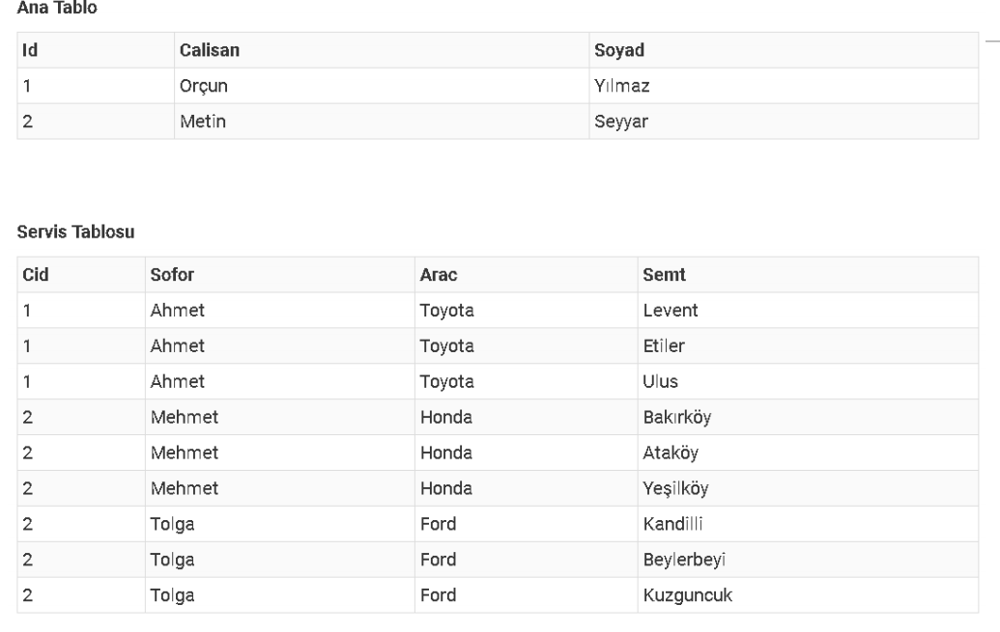 Ana Tablo
Id Calisan Soyad
1 Orçun Yılmaz
2 Metin Seyyar
Servis Tablosu
Cid Sofor Arac Semt
1 Ahmet Toyota Levent
1 Ahmet Toyota Etiler
1 Ahmet Toyota Ulus
2 Mehmet Honda Bakırköy
2 Mehmet Honda Ataköy
2 Mehmet Honda Yeşilköy
2 Tolga Ford Kandilli
2 Tolga Ford Beylerbeyi
2 Tolga Ford Kuzguncuk